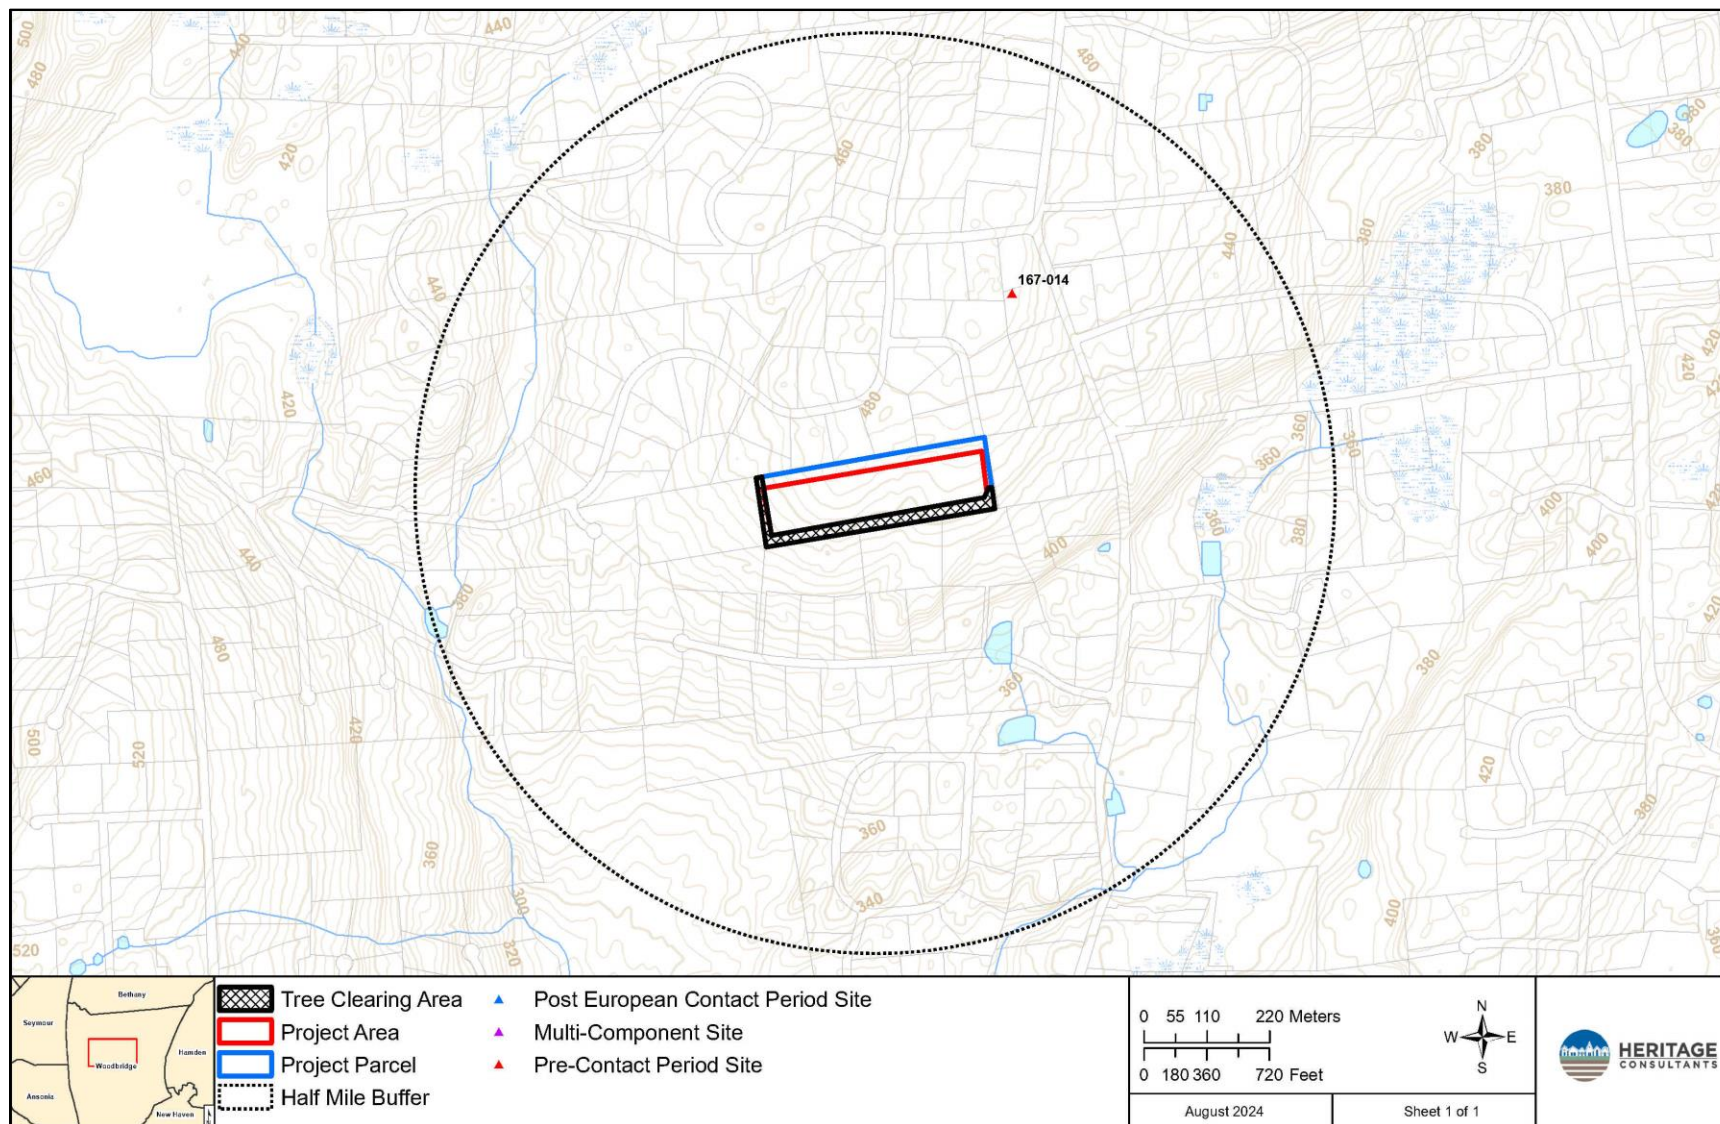 500
440
440
480
480
460
420
380
380
380
380
380
440
440
167-014
420
420
420
420
480
360
360
360
460
400
360
380
400
400
440
380
420
480
380
360
420
500
520
420
380
360
360
340
300
400
320
520
360
Bethany
Seymour
Hamden
Woodbridge
Ansonia
New Haven
Tree Clearing Area
Project Area
Project Parcel
Half Mile Buffer
Post European Contact Period Site
Multi-Component Site
Pre-Contact Period Site
0 55 110 220 Meters
0 180 360 720 Feet
N
W E
S
August 2024
Sheet 1 of 1
HERITAGE
CONSULTANTS